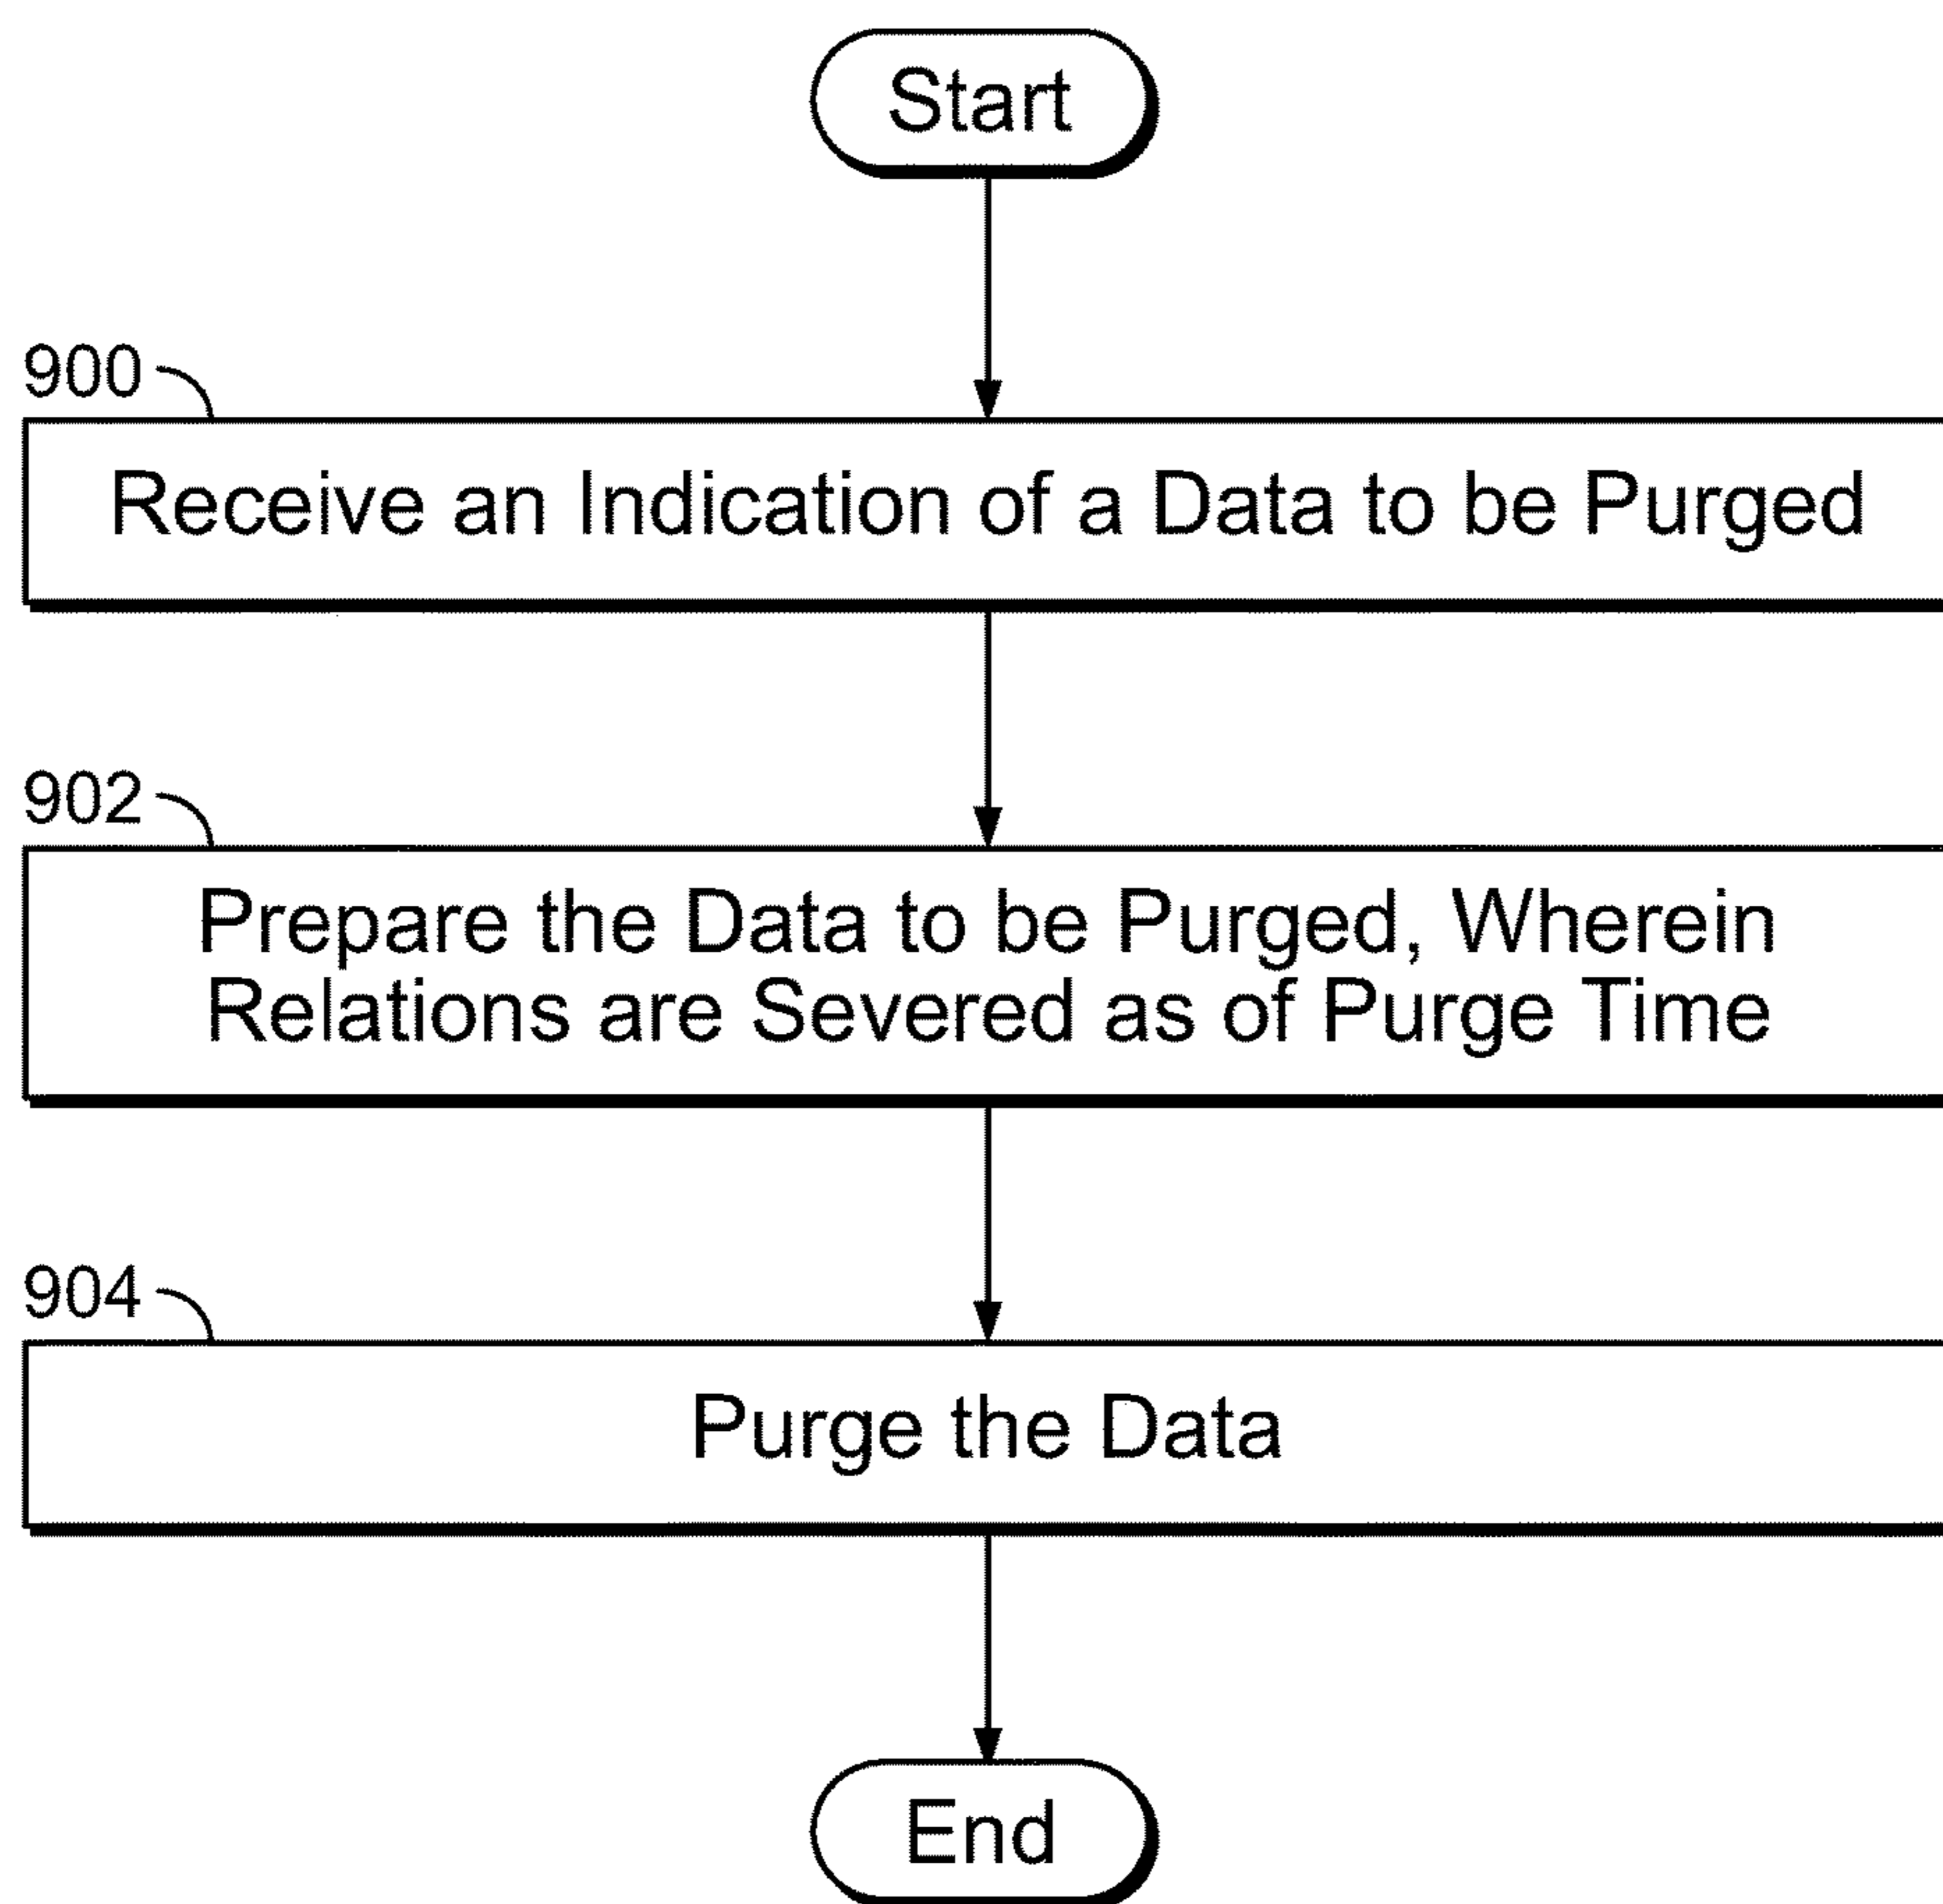 Start
900
Receive an Indication of a Data to be Purged
902
Prepare the Data to be Purged, Wherein
Relations are Severed as of Purge Time
904
Purge the Data
End